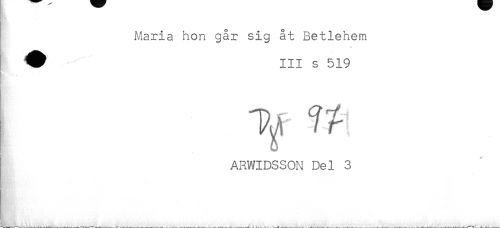 Maria hon går sig åt Betlehem
III s 519
DgF 97
ARWIDSSON Del 3